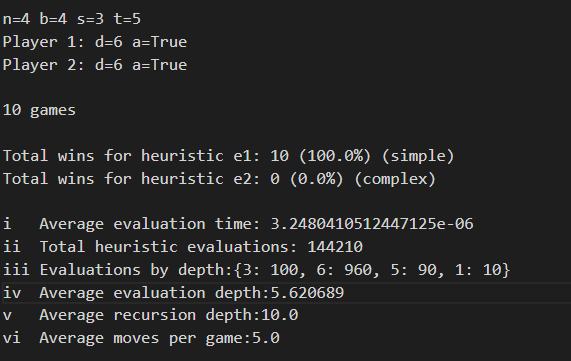 n=4 b=4 s=3 t=5
Player 1: d=6 a=True
Player 2: d=6 a=True
10 games
Total wins for heuristic e1: 10 (100.0%) (simple)
Total wins for heuristic e2: 0 (0.0%) (complex)
i   Average evaluation time: 3.2480410512447125e-06
ii  Total heuristic evaluations: 144210
iii Evaluations by depth:{3: 100, 6: 960, 5: 90, 1: 10}
iv  Average evaluation depth:5.620689
v   Average recursion depth:10.0
vi  Average moves per game:5.0